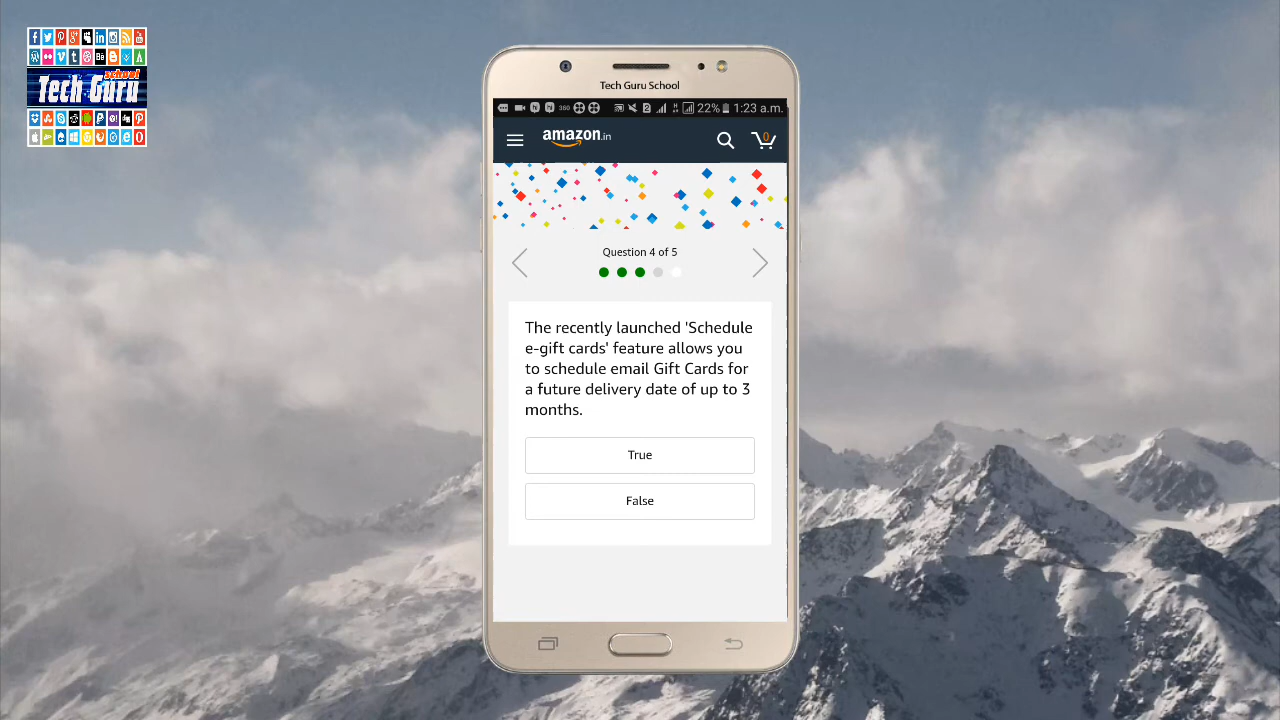 school
Tech Guru
Tech Guru School
360
22% 1:23 a.m.
amazon.in
0
Question 4 of 5
The recently launched 'Schedule
e-gift cards' feature allows you
to schedule email Gift Cards for
a future delivery date of up to 3
months.
True
False